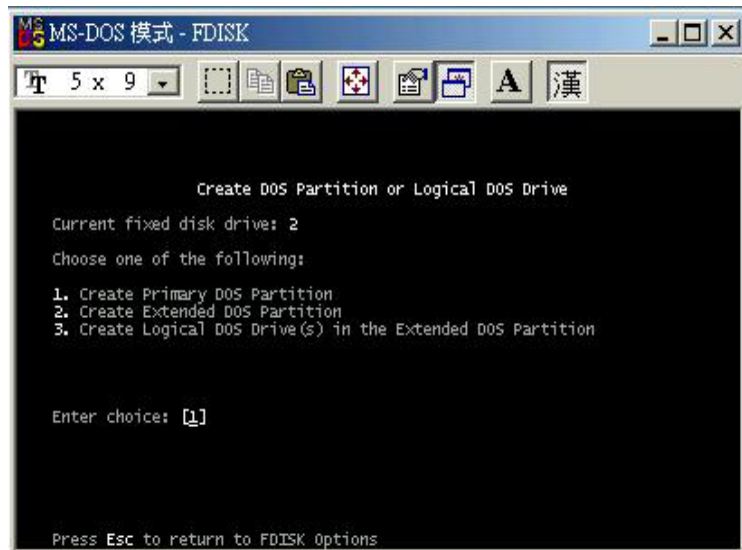 MS-DOS 模式 - FDISK
5 x 9
A
漢
Create DOS Partition or Logical DOS Drive
Current fixed disk drive: 2
Choose one of the following:
1. Create Primary DOS Partition
2. Create Extended DOS Partition
3. Create Logical DOS Drive(s) in the Extended DOS Partition
Enter choice: [1]
Press Esc to return to FDISK Options